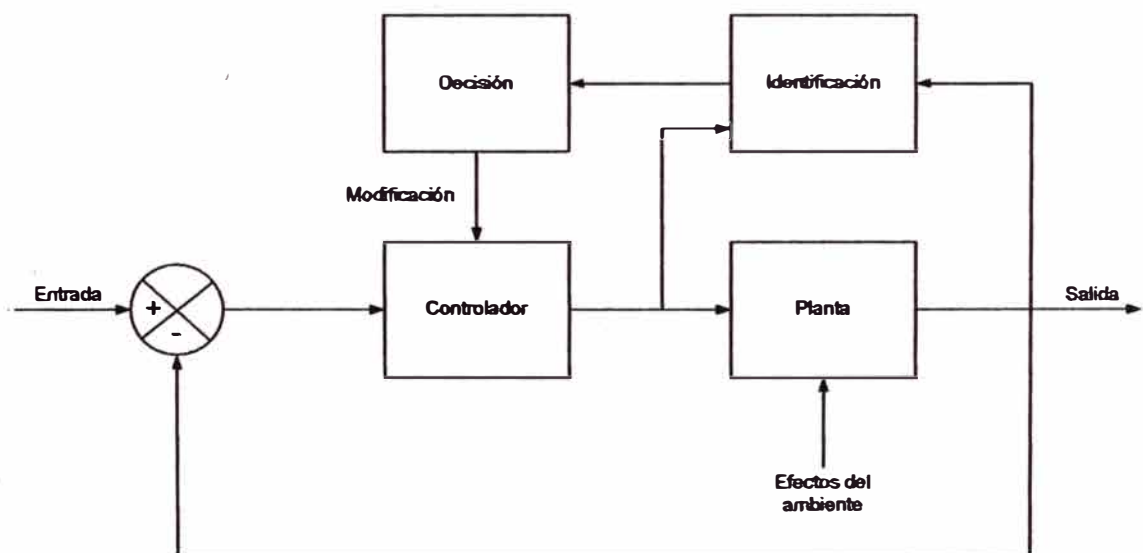 Decisión
Identificación
Modificación
Entrada
+
-
Controlador
Planta
Salida
Efectos del
ambiente